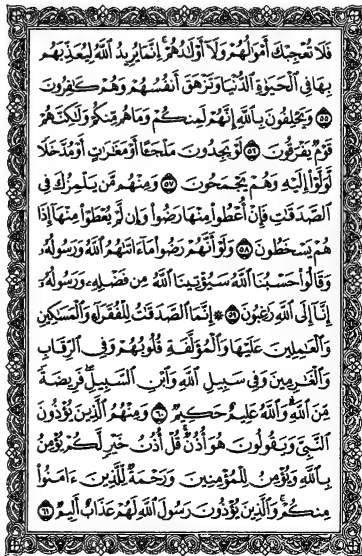 فَلَا تُعْجِبْكَ أَمْوَٰلُهُمْ وَلَآ أَوْلَٰدُهُمْ ۚ إِنَّمَا يُرِيدُ ٱللَّهُ لِيُعَذِّبَهُم
بِهَا فِى ٱلْحَيَوٰةِ ٱلدُّنْيَا وَتَزْهَقَ أَنفُسُهُمْ وَهُمْ كَٰفِرُونَ
٥٥ وَيَحْلِفُونَ بِٱللَّهِ إِنَّهُمْ لَمِنكُمْ وَمَا هُم مِّنكُمْ وَلَٰكِنَّهُمْ
قَوْمٌ يَفْرَقُونَ ٥٦ لَوْ يَجِدُونَ مَلْجَـًٔا أَوْ مَغَٰرَٰتٍ أَوْ مُدَّخَلًا
لَّوَلَّوْا۟ إِلَيْهِ وَهُمْ يَجْمَحُونَ ٥٧ وَمِنْهُم مَّن يَلْمِزُكَ فِى
ٱلصَّدَقَٰتِ فَإِنْ أُعْطُوا۟ مِنْهَا رَضُوا۟ وَإِن لَّمْ يُعْطَوْا۟ مِنْهَآ إِذَا
هُمْ يَسْخَطُونَ ٥٨ وَلَوْ أَنَّهُمْ رَضُوا۟ مَآ ءَاتَىٰهُمُ ٱللَّهُ وَرَسُولُهُۥ
وَقَالُوا۟ حَسْبُنَا ٱللَّهُ سَيُؤْتِينَا ٱللَّهُ مِن فَضْلِهِۦ وَرَسُولُهُۥٓ
إِنَّآ إِلَى ٱللَّهِ رَٰغِبُونَ ٥٩ ۞ إِنَّمَا ٱلصَّدَقَٰتُ لِلْفُقَرَآءِ وَٱلْمَسَٰكِينِ
وَٱلْعَٰمِلِينَ عَلَيْهَا وَٱلْمُؤَلَّفَةِ قُلُوبُهُمْ وَفِى ٱلرِّقَابِ
وَٱلْغَٰرِمِينَ وَفِى سَبِيلِ ٱللَّهِ وَٱبْنِ ٱلسَّبِيلِ ۖ فَرِيضَةً
مِّنَ ٱللَّهِ ۗ وَٱللَّهُ عَلِيمٌ حَكِيمٌ ٦٠ وَمِنْهُمُ ٱلَّذِينَ يُؤْذُونَ
ٱلنَّبِىَّ وَيَقُولُونَ هُوَ أُذُنٌ ۚ قُلْ أُذُنُ خَيْرٍ لَّكُمْ يُؤْمِنُ
بِٱللَّهِ وَيُؤْمِنُ لِلْمُؤْمِنِينَ وَرَحْمَةٌ لِّلَّذِينَ ءَامَنُوا۟
مِنكُمْ ۚ وَٱلَّذِينَ يُؤْذُونَ رَسُولَ ٱللَّهِ لَهُمْ عَذَابٌ أَلِيمٌ ٦١